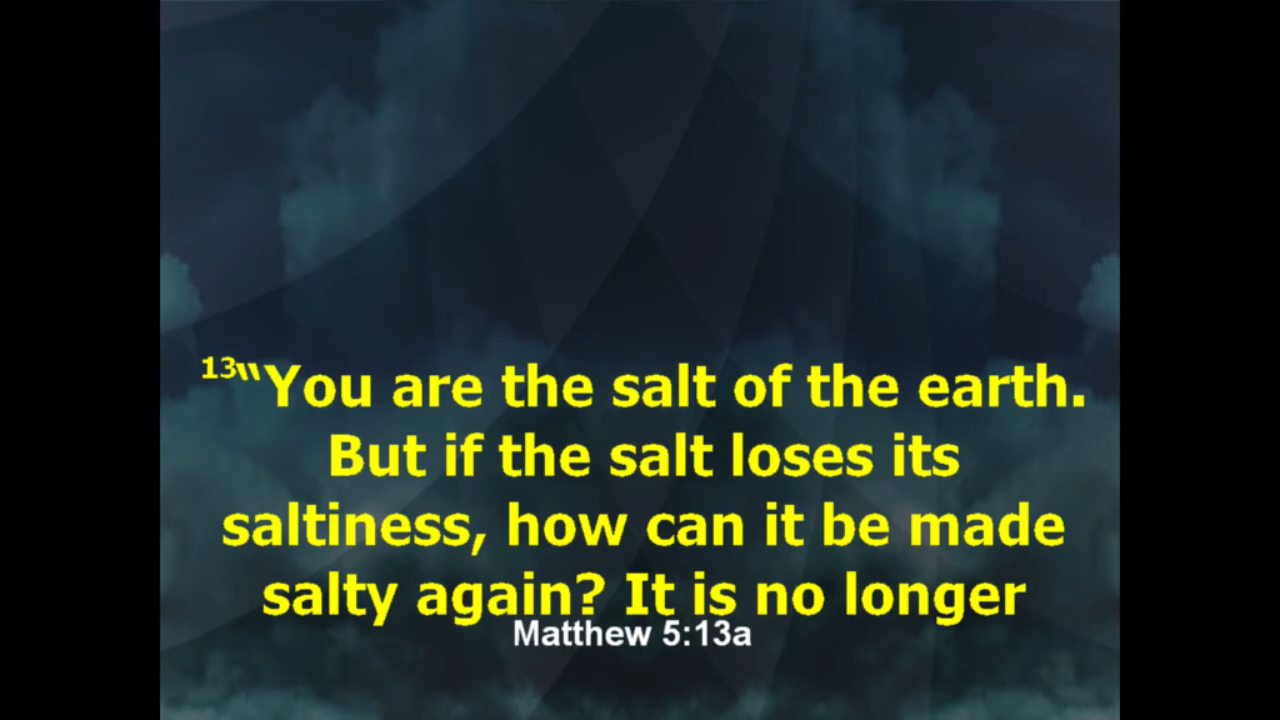 13“You are the salt of the earth.
But if the salt loses its
saltiness, how can it be made
salty again? It is no longer
Matthew 5:13a